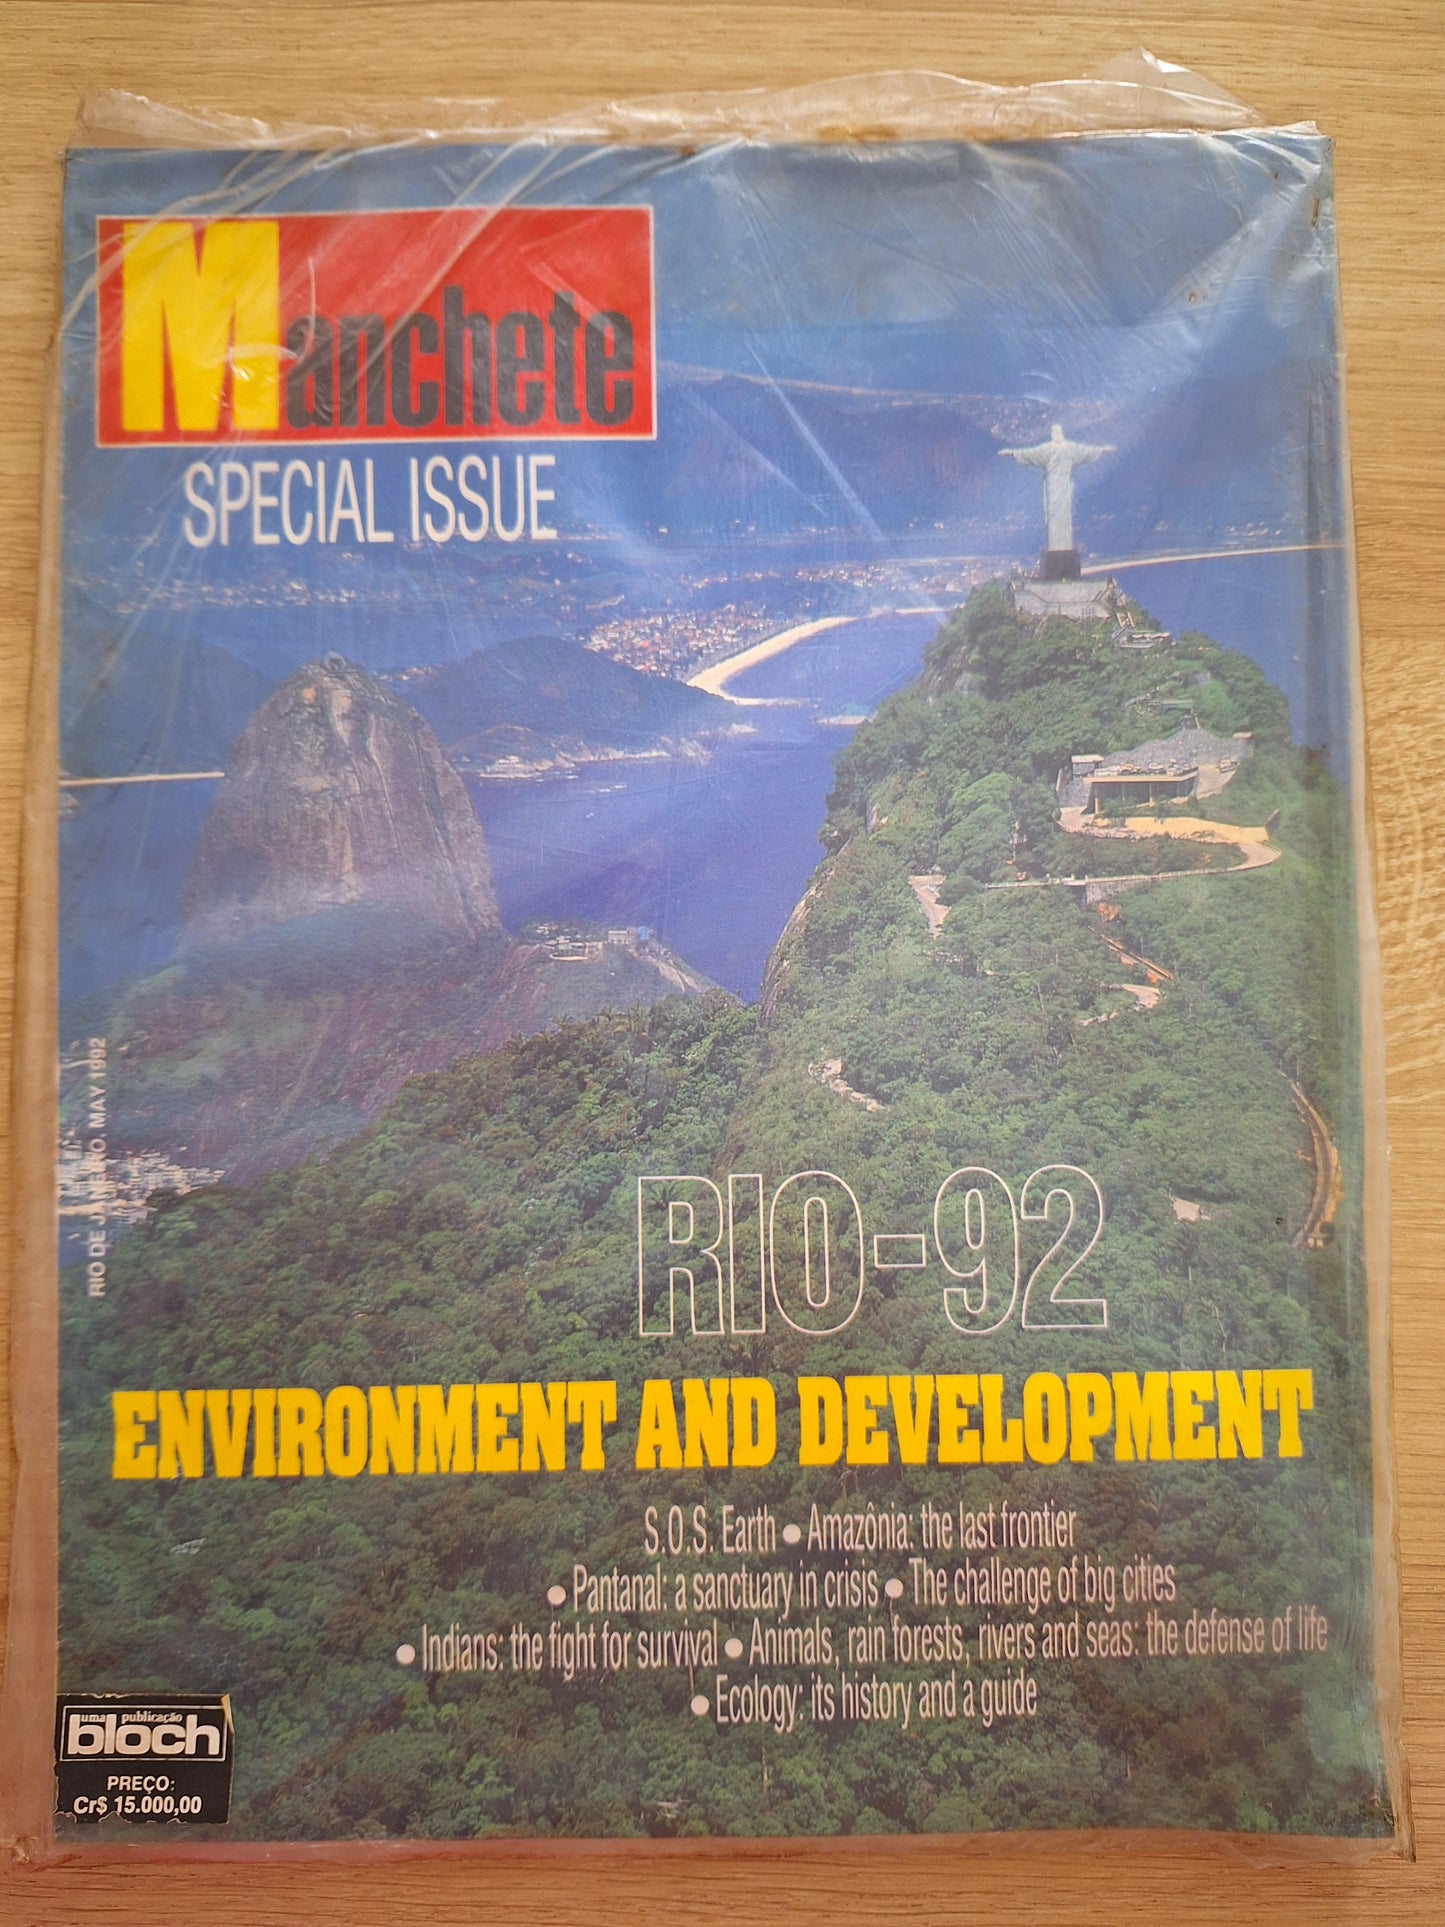 Manchete
SPECIAL ISSUE
RIO DE JANEIRO, MAY 1992
RIO-92
ENVIRONMENT AND DEVELOPMENT
S.O.S. Earth ● Amazônia: the last frontier
● Pantanal: a sanctuary in crisis ● The challenge of big cities
● Indians: the fight for survival ● Animals, rain forests, rivers and seas: the defense of life
● Ecology: its history and a guide
uma publicação
bloch
PREÇO:
Cr$ 15.000,00